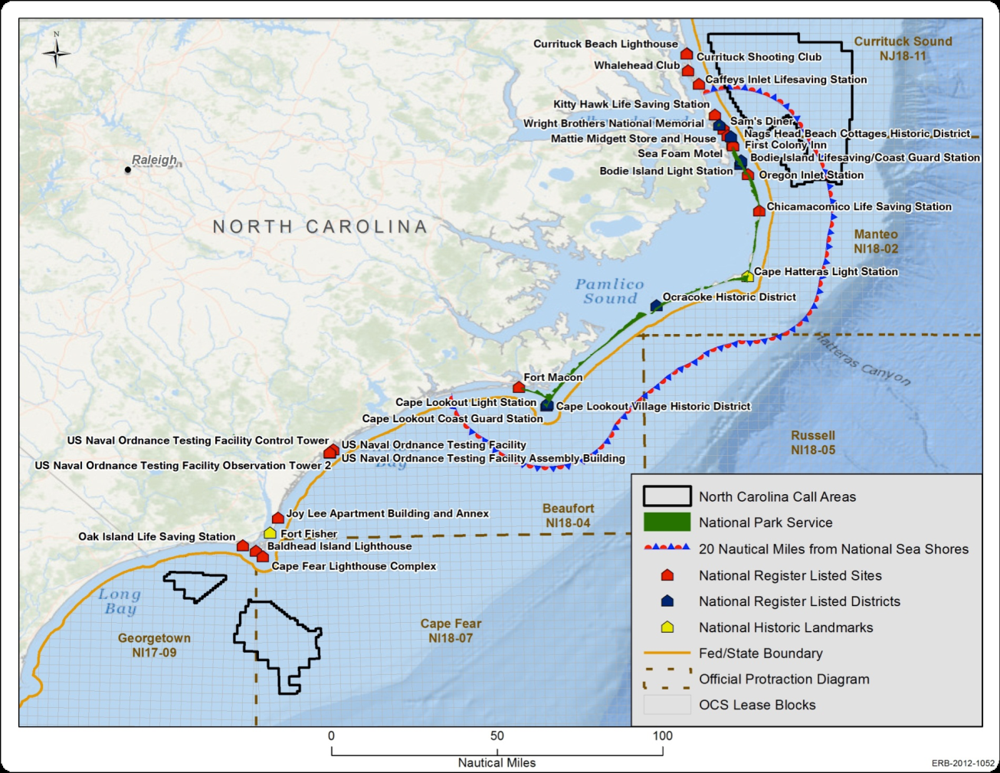 N
Currituck Sound
NJ18-11
Currituck Beach Lighthouse
Currituck Shooting Club
Whalehead Club
Caffeys Inlet Lifesaving Station
Kitty Hawk Life Saving Station
Wright Brothers National Memorial
Sam's Diner
Nags Head Beach Cottages Historic District
Mattie Midgett Store and House
First Colony Inn
Sea Foam Motel
Bodie Island Lifesaving/Coast Guard Station
Bodie Island Light Station
Oregon Inlet Station
Raleigh
Chicamacomico Life Saving Station
NORTH CAROLINA
Manteo
NI18-02
Cape Hatteras Light Station
Pamlico
Sound
Ocracoke Historic District
Hatteras Canyon
Fort Macon
Cape Lookout Light Station
Cape Lookout Village Historic District
Cape Lookout Coast Guard Station
US Naval Ordnance Testing Facility Control Tower
US Naval Ordnance Testing Facility
US Naval Ordnance Testing Facility Assembly Building
US Naval Ordnance Testing Facility Observation Tower 2
Bay
Russell
NI18-05
Beaufort
NI18-04
Joy Lee Apartment Building and Annex
Fort Fisher
Oak Island Life Saving Station
Baldhead Island Lighthouse
Cape Fear Lighthouse Complex
Long
Bay
Georgetown
NI17-09
Cape Fear
NI18-07
North Carolina Call Areas
National Park Service
20 Nautical Miles from National Sea Shores
National Register Listed Sites
National Register Listed Districts
National Historic Landmarks
Fed/State Boundary
Official Protraction Diagram
OCS Lease Blocks
0 50 100
Nautical Miles
ERB-2012-1052